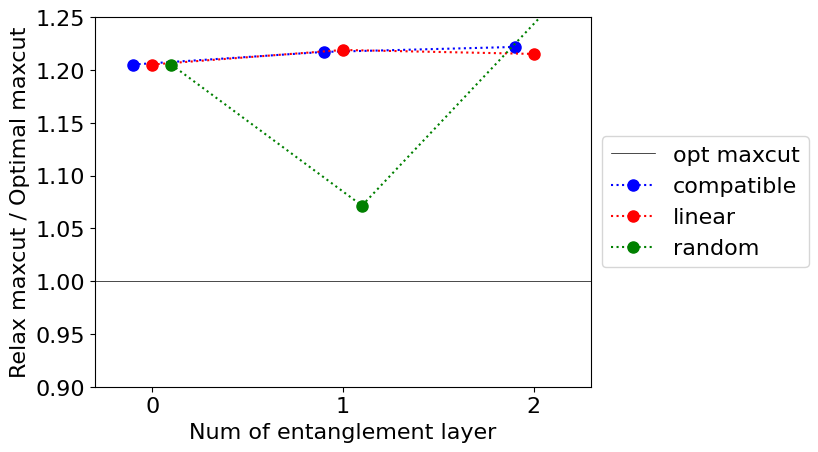 Relax maxcut / Optimal maxcut
1.25
1.20
1.15
1.10
1.05
1.00
0.95
0.90
0
1
2
Num of entanglement layer
opt maxcut
compatible
linear
random